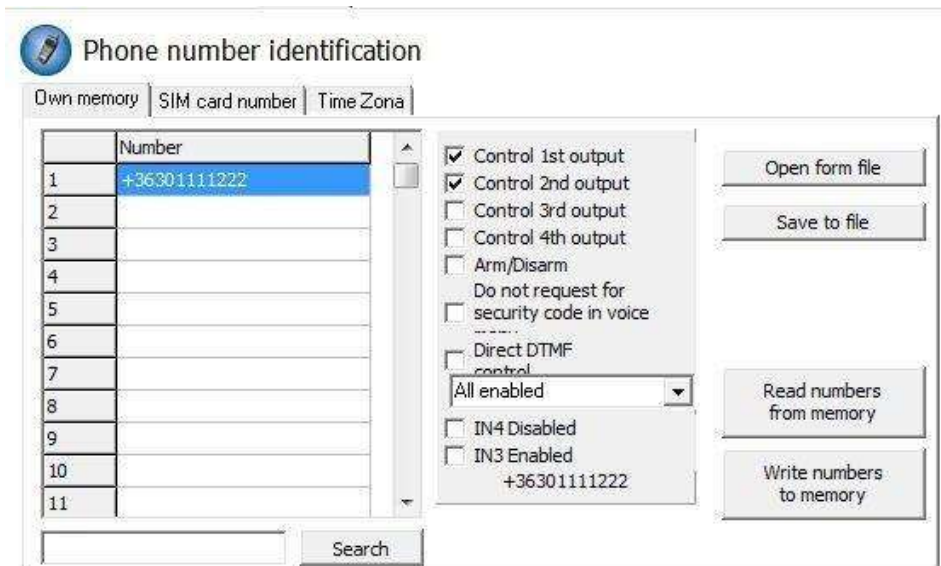 Phone number identification
Own memory
SIM card number
Time Zona
Number
1
+36301111222
2
3
4
5
6
7
8
9
10
11
Search
Control 1st output
Control 2nd output
Control 3rd output
Control 4th output
Arm/Disarm
Do not request for
security code in voice
Direct DTMF
control
All enabled
IN4 Disabled
IN3 Enabled
+36301111222
Open form file
Save to file
Read numbers
from memory
Write numbers
to memory